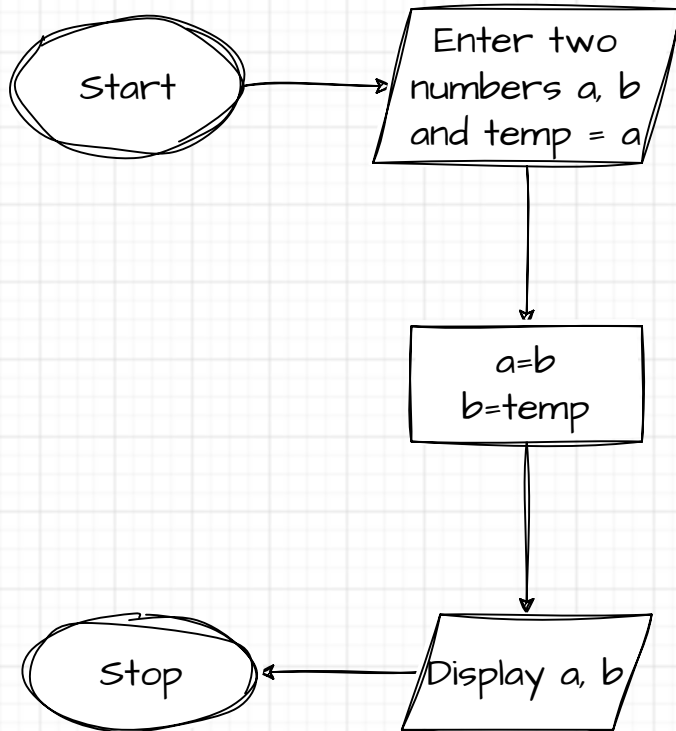 Start
Enter two
numbers a, b
and temp = a
a=b
b=temp
Display a, b
Stop